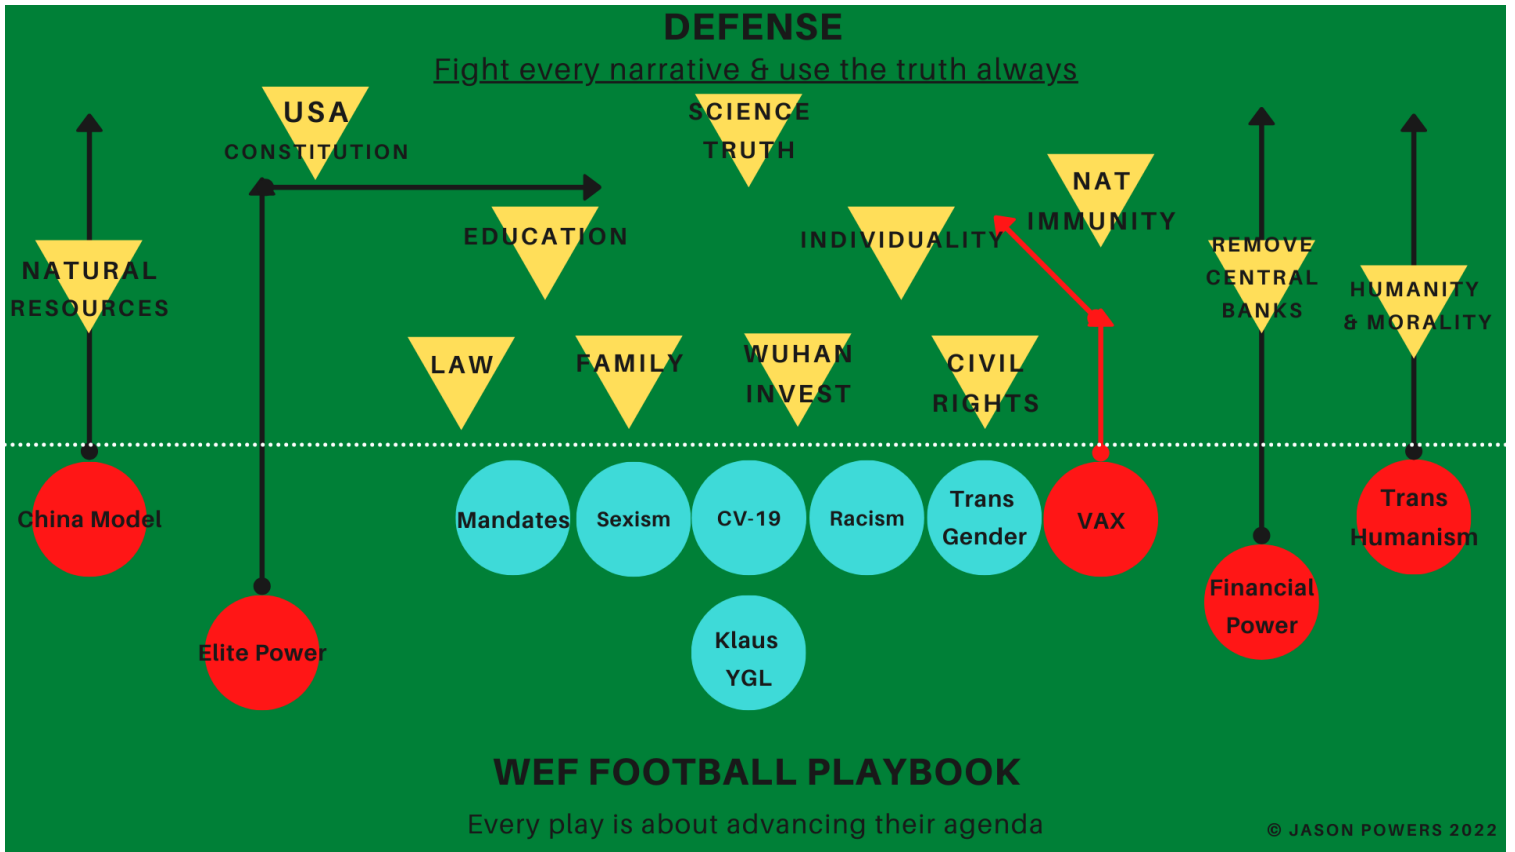 DEFENSE
Fight every narrative & use the truth always
USA
CONSTITUTION
SCIENCE
TRUTH
NAT
IMMUNITY
EDUCATION
INDIVIDUALITY
NATURAL
RESOURCES
REMOVE
CENTRAL
BANKS
HUMANITY
& MORALITY
LAW
FAMILY
WUHAN
INVEST
CIVIL
RIGHTS
China Model
Mandates
Sexism
CV-19
Racism
Trans
Gender
VAX
Trans
Humanism
Financial
Power
Elite Power
Klaus
YGL
WEF FOOTBALL PLAYBOOK
Every play is about advancing their agenda
© JASON POWERS 2022